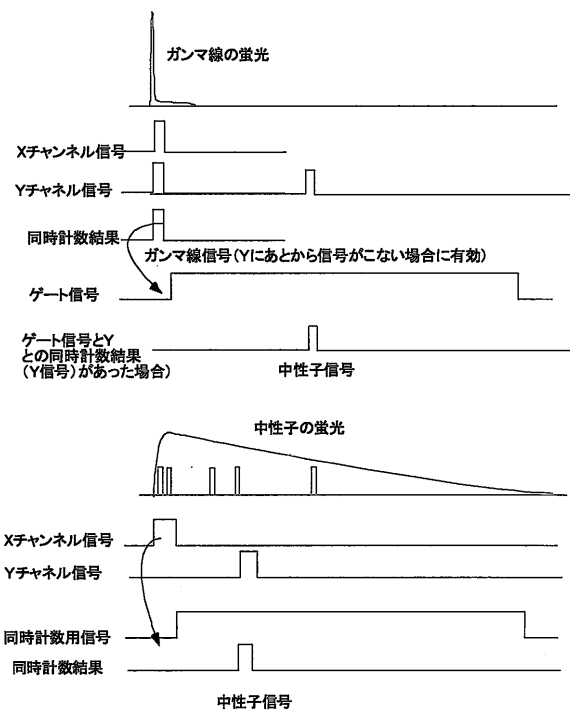 ガンマ線の蛍光
Xチャンネル信号
Yチャネル信号
同時計数結果
ガンマ線信号(Yにあとから信号がこない場合に有効)
ゲート信号
ゲート信号とY
との同時計数結果
(Y信号)があった場合)
中性子信号
中性子の蛍光
Xチャンネル信号
Yチャネル信号
同時計数用信号
同時計数結果
中性子信号